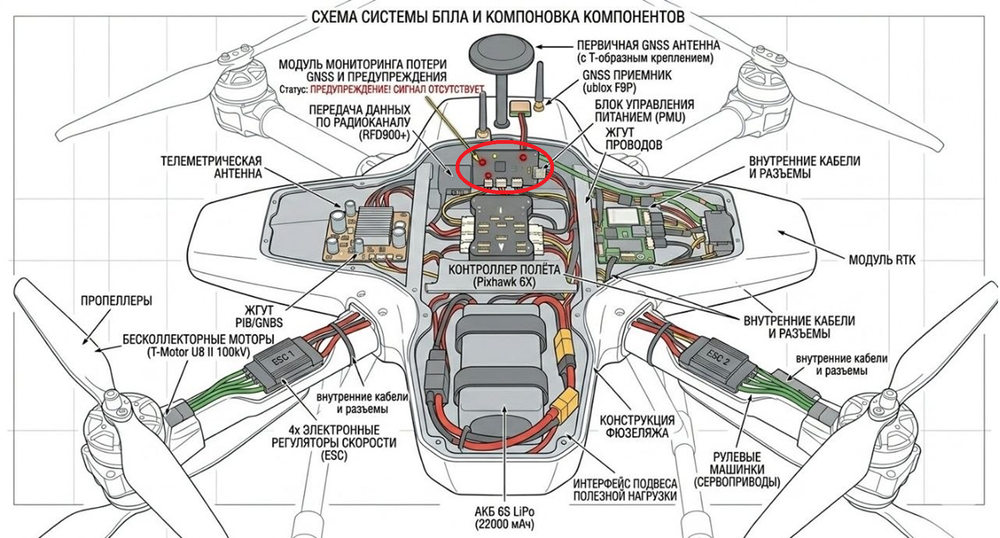 СХЕМА СИСТЕМЫ БПЛА И КОМПОНОВКА КОМПОНЕНТОВ
ПЕРВИЧНАЯ GNSS АНТЕННА
(с Т-образным креплением)
МОДУЛЬ МОНИТОРИНГА ПОТЕРИ
GNSS И ПРЕДУПРЕЖДЕНИЯ
Статус: ПРЕДУПРЕЖДЕНИЕ! СИГНАЛ ОТСУТСТВУЕТ
GNSS ПРИЕМНИК
(ublox F9P)
ПЕРЕДАЧА ДАННЫХ
ПО РАДИОКАНАЛУ
(RFD900+)
БЛОК УПРАВЛЕНИЯ
ПИТАНИЕМ (PMU)
ЖГУТ
ПРОВОДОВ
ТЕЛЕМЕТРИЧЕСКАЯ
АНТЕННА
ВНУТРЕННИЕ КАБЕЛИ
И РАЗЪЕМЫ
МОДУЛЬ RTK
КОНТРОЛЛЕР ПОЛЁТА
(Pixhawk 6X)
ПРОПЕЛЛЕРЫ
ЖГУТ
PIB/GNBS
ВНУТРЕННИЕ КАБЕЛИ
И РАЗЪЕМЫ
БЕСКОЛЛЕКТОРНЫЕ МОТОРЫ
(T-Motor U8 II 100kV)
ESC 1
ESC 2
внутренние кабели
и разъемы
внутренние кабели
и разъемы
4x ЭЛЕКТРОННЫЕ
РЕГУЛЯТОРЫ СКОРОСТИ
(ESC)
КОНСТРУКЦИЯ
ФЮЗЕЛЯЖА
РУЛЕВЫЕ
МАШИНКИ
(СЕРВОПРИВОДЫ)
ИНТЕРФЕЙС ПОДВЕСА
ПОЛЕЗНОЙ НАГРУЗКИ
АКБ 6S LiPo
(22000 мАч)